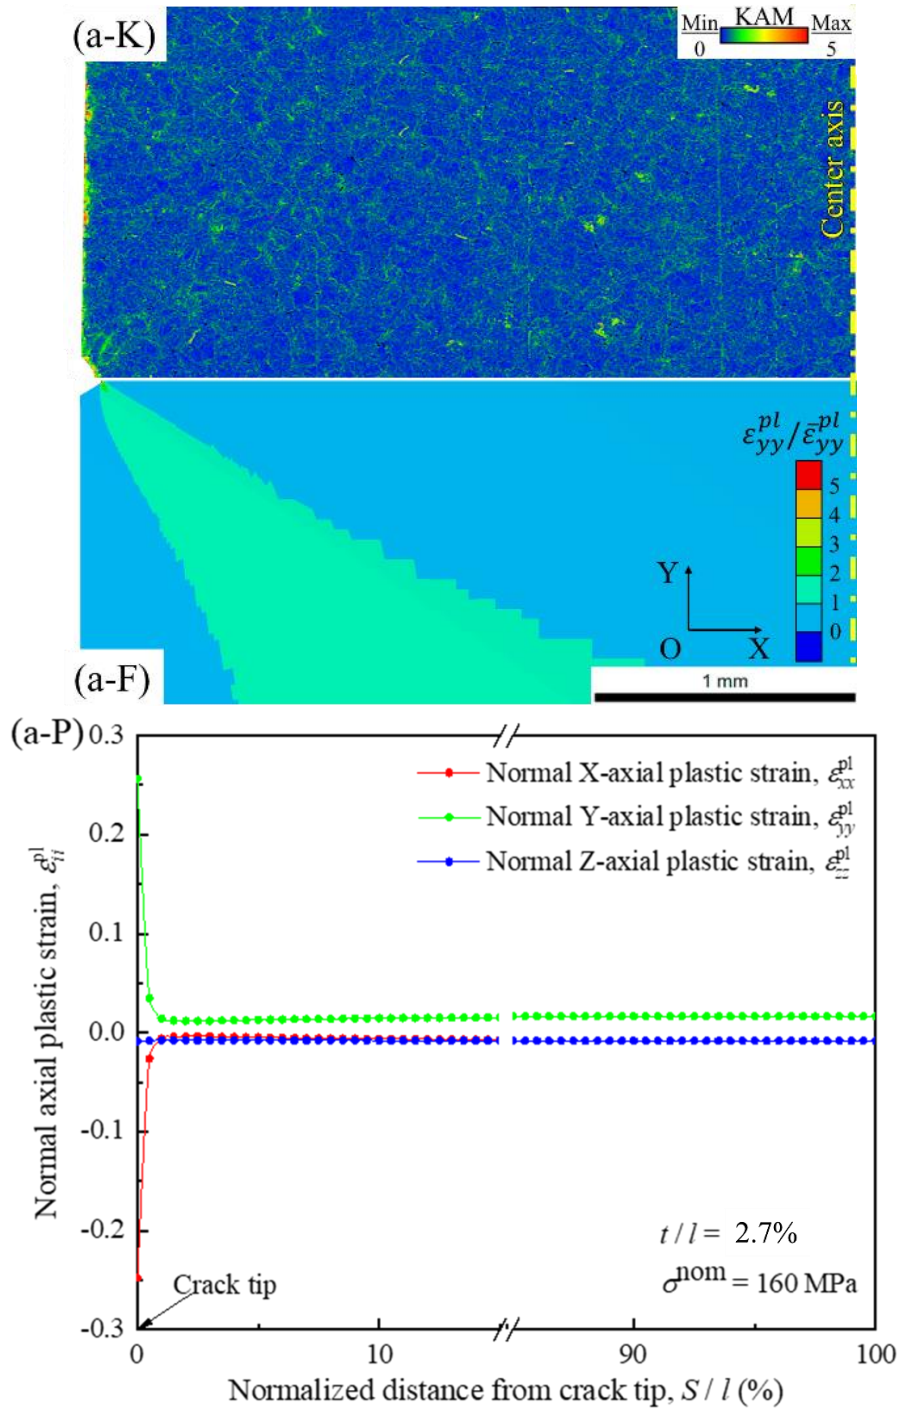 (a-K)
Min KAM Max
0 5
Center axis
ε_yy^pl/ε̄_yy^pl
5
4
3
2
1
0
Y
O X
(a-F)
1 mm
(a-P)
0.3
0.2
0.1
0.0
-0.1
-0.2
-0.3
Normal axial plastic strain, ε_ii^pl
Normal X-axial plastic strain, ε_xx^pl
Normal Y-axial plastic strain, ε_yy^pl
Normal Z-axial plastic strain, ε_zz^pl
t / l = 2.7%
σ^nom = 160 MPa
Crack tip
0 10 90 100
Normalized distance from crack tip, S / l (%)